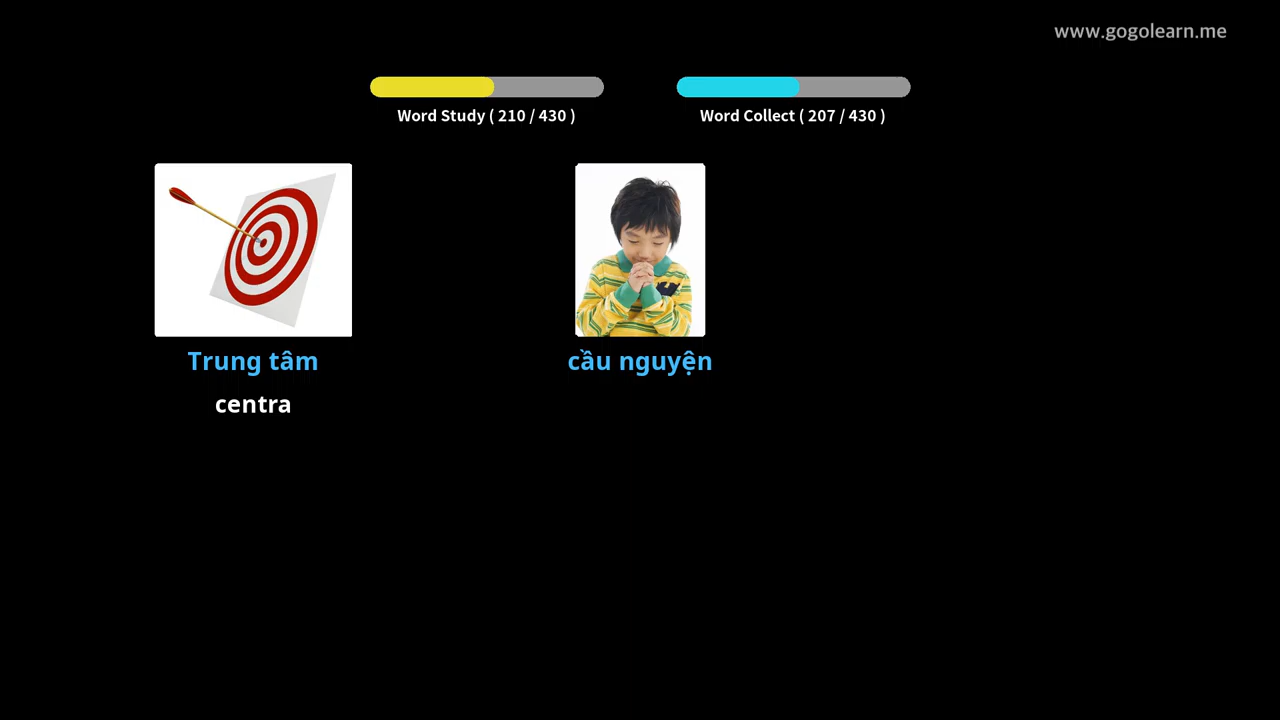 www.gogolearn.me
Word Study ( 210 / 430 )
Word Collect ( 207 / 430 )
Trung tâm
centra
cầu nguyện